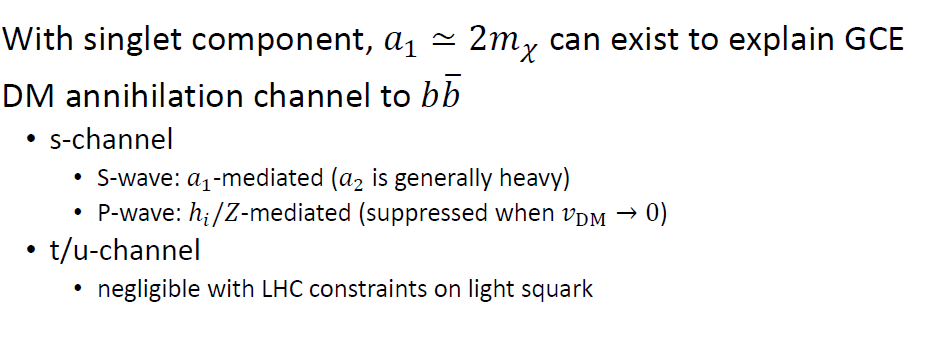 With singlet component, $a_1 \simeq 2m_\chi$ can exist to explain GCE
DM annihilation channel to $b\bar{b}$
• s-channel
• S-wave: $a_1$-mediated ($a_2$ is generally heavy)
• P-wave: $h_i/Z$-mediated (suppressed when $v_{\mathrm{DM}} \to 0$)
• t/u-channel
• negligible with LHC constraints on light squark